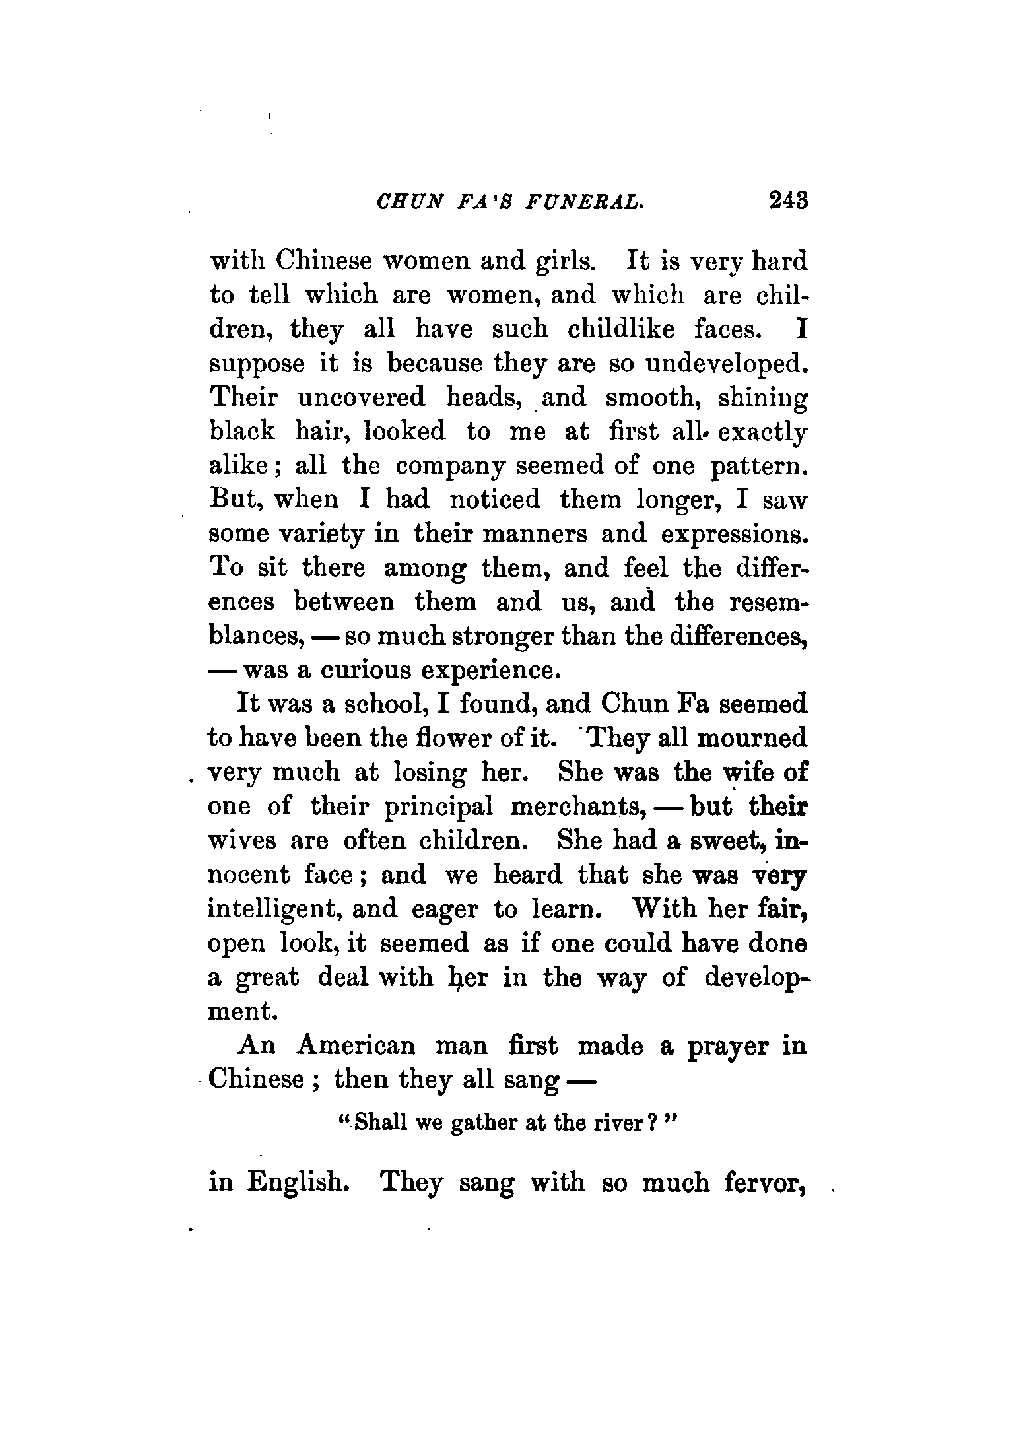 CHUN FA'S FUNERAL. 243
with Chinese women and girls. It is very hard
to tell which are women, and which are chil-
dren, they all have such childlike faces. I
suppose it is because they are so undeveloped.
Their uncovered heads, and smooth, shining
black hair, looked to me at first all exactly
alike; all the company seemed of one pattern.
But, when I had noticed them longer, I saw
some variety in their manners and expressions.
To sit there among them, and feel the differ-
ences between them and us, and the resem-
blances, — so much stronger than the differences,
— was a curious experience.
It was a school, I found, and Chun Fa seemed
to have been the flower of it. They all mourned
very much at losing her. She was the wife of
one of their principal merchants, — but their
wives are often children. She had a sweet, in-
nocent face; and we heard that she was very
intelligent, and eager to learn. With her fair,
open look, it seemed as if one could have done
a great deal with her in the way of develop-
ment.
An American man first made a prayer in
Chinese; then they all sang —
"Shall we gather at the river?"
in English. They sang with so much fervor,